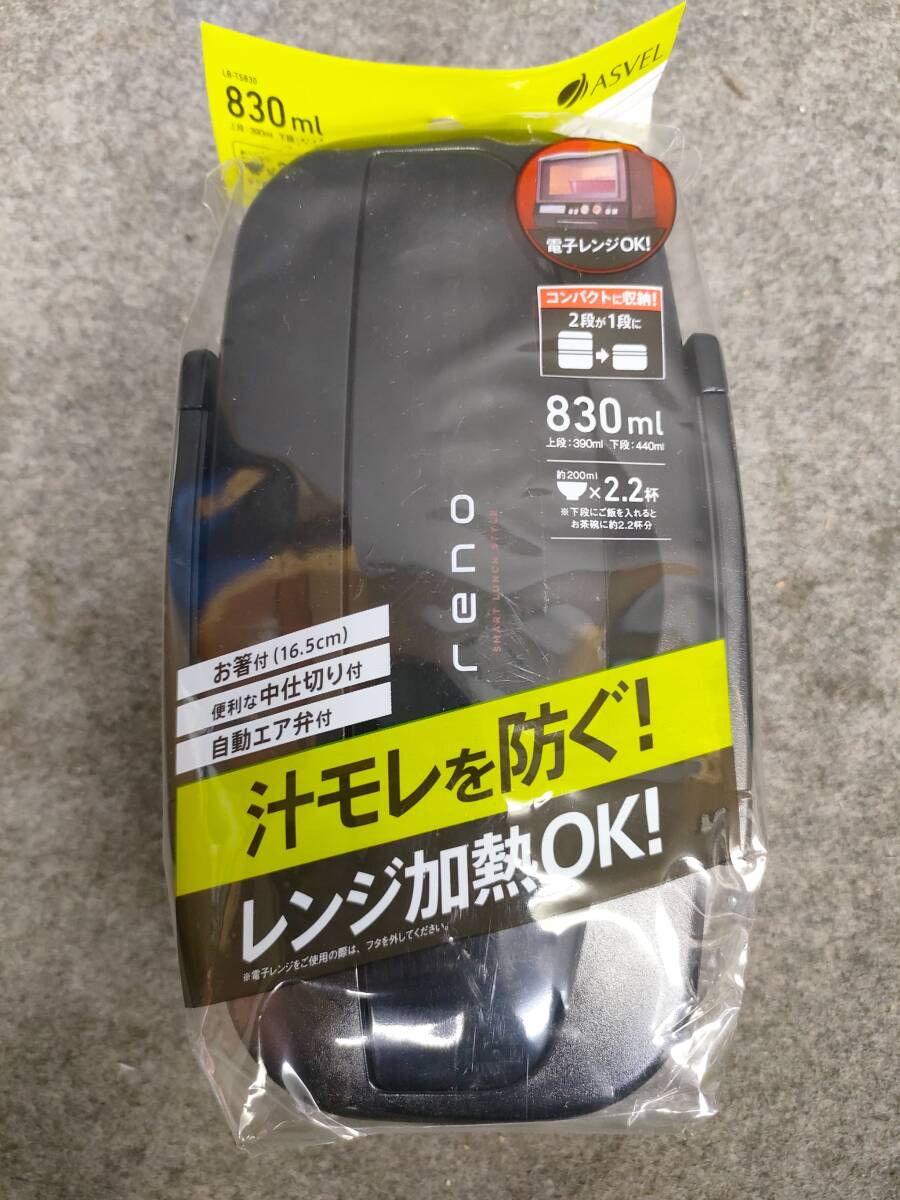 LB-TS830
830ml
上段:390ml 下段:
ASVEL
電子レンジOK!
コンパクトに収納!
2段が1段に
830ml
上段:390ml 下段:440ml
約200ml
×2.2杯
※下段にご飯を入れると
お茶碗に約2.2杯分
reno
SMART LUNCH STYLE
お箸付(16.5cm)
便利な中仕切り付
自動エア弁付
汁モレを防ぐ!
レンジ加熱OK!
※電子レンジをご使用の際は、フタを外してください。